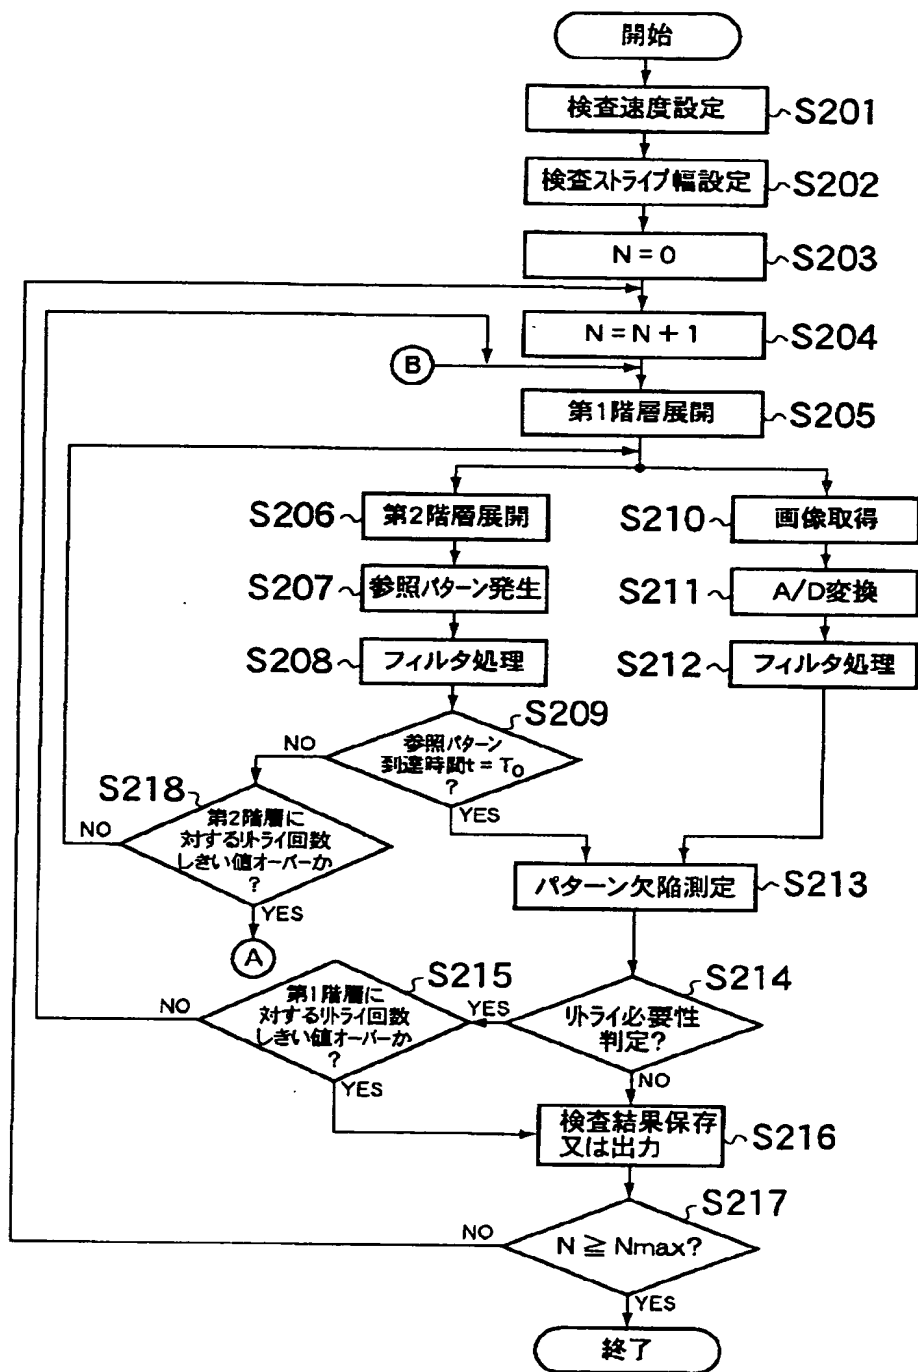 開始
検査速度設定
~S201
検査ストライプ幅設定
~S202
N=0
~S203
N=N+1
~S204
B
第1階層展開
~S205
S206~
第2階層展開
S210~
画像取得
S207~
参照パターン発生
S211~
A/D変換
S208~
フィルタ処理
S212~
フィルタ処理
S209
参照パターン
到達時間t=T0
?
NO
YES
S218
第2階層に
対するリトライ回数
しきい値オーバーか
?
NO
YES
A
パターン欠陥測定
~S213
S215
第1階層に
対するリトライ回数
しきい値オーバーか
?
NO
YES
S214
リトライ必要性
判定?
YES
NO
検査結果保存
又は出力
~S216
S217
N≧Nmax?
NO
YES
終了